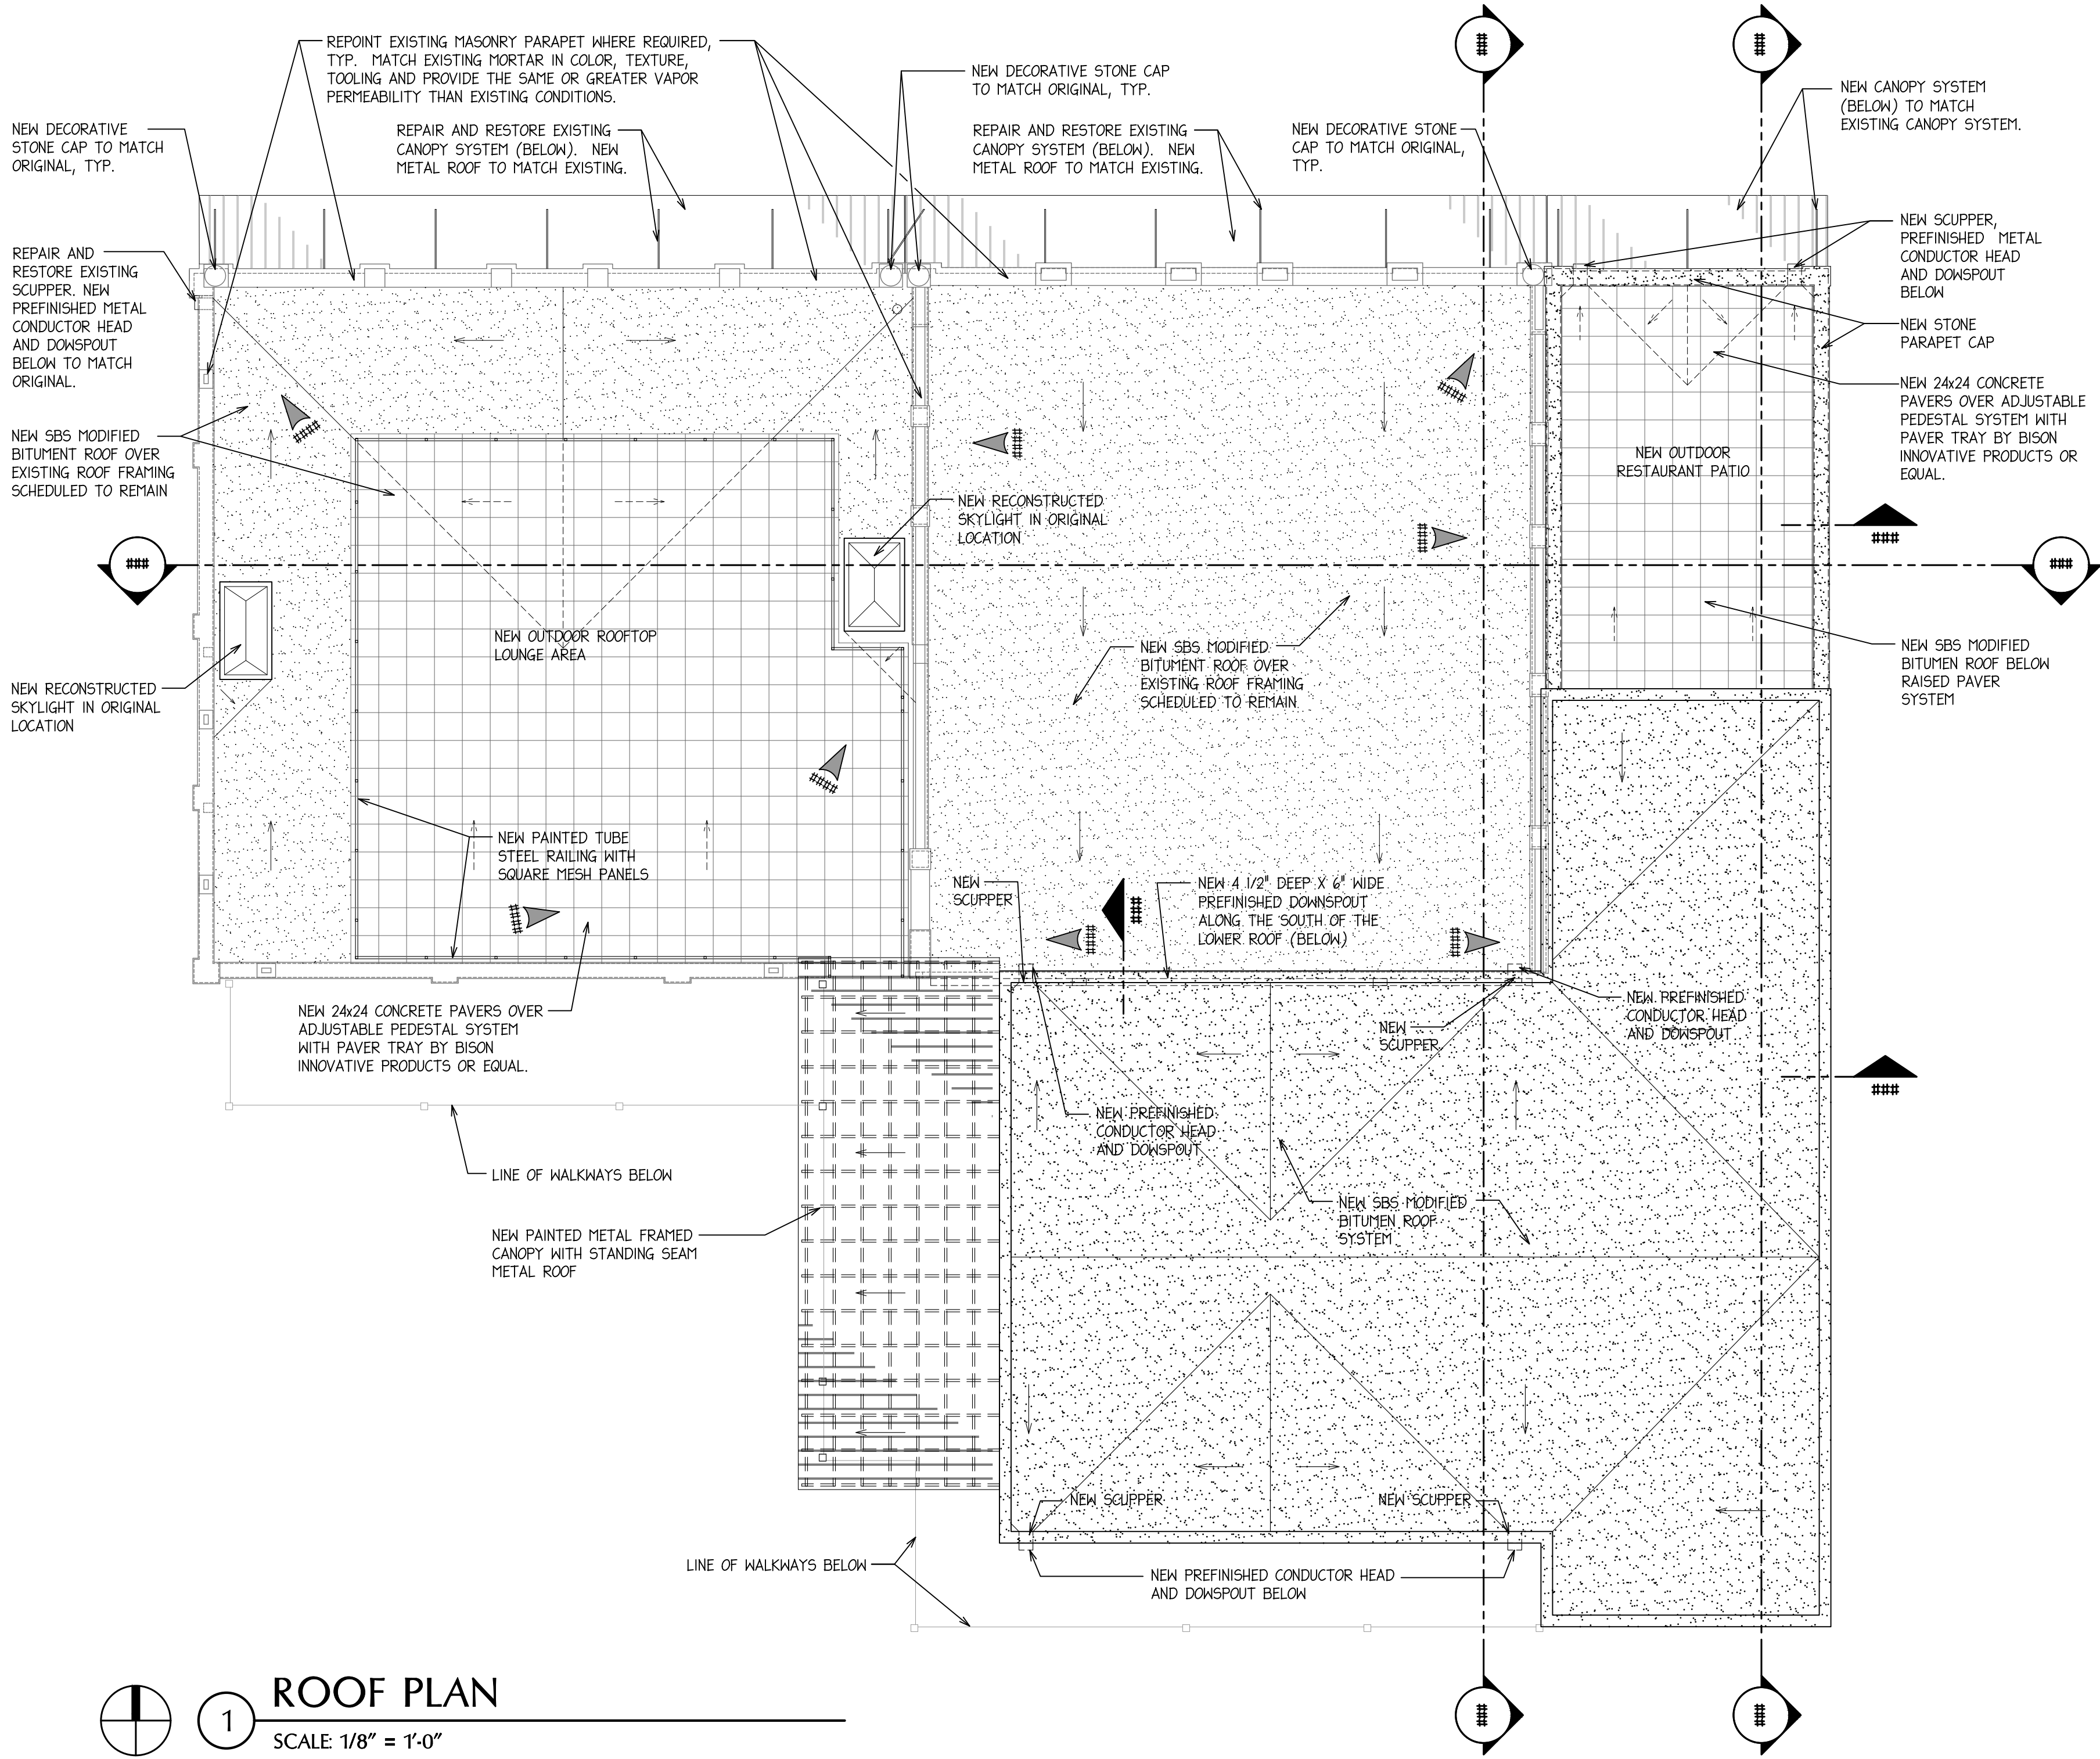 REPOINT EXISTING MASONRY PARAPET WHERE REQUIRED,
TYP. MATCH EXISTING MORTAR IN COLOR, TEXTURE,
TOOLING AND PROVIDE THE SAME OR GREATER VAPOR
PERMEABILITY THAN EXISTING CONDITIONS.
NEW DECORATIVE STONE CAP
TO MATCH ORIGINAL, TYP.
###
###
NEW CANOPY SYSTEM
(BELOW) TO MATCH
EXISTING CANOPY SYSTEM.
NEW DECORATIVE
STONE CAP TO MATCH
ORIGINAL, TYP.
REPAIR AND RESTORE EXISTING
CANOPY SYSTEM (BELOW). NEW
METAL ROOF TO MATCH EXISTING.
REPAIR AND RESTORE EXISTING
CANOPY SYSTEM (BELOW). NEW
METAL ROOF TO MATCH EXISTING.
NEW DECORATIVE STONE
CAP TO MATCH ORIGINAL,
TYP.
REPAIR AND
RESTORE EXISTING
SCUPPER. NEW
PREFINISHED METAL
CONDUCTOR HEAD
AND DOWSPOUT
BELOW TO MATCH
ORIGINAL.
NEW SCUPPER,
PREFINISHED METAL
CONDUCTOR HEAD
AND DOWSPOUT
BELOW
NEW STONE
PARAPET CAP
NEW 24x24 CONCRETE
PAVERS OVER ADJUSTABLE
PEDESTAL SYSTEM WITH
PAVER TRAY BY BISON
INNOVATIVE PRODUCTS OR
EQUAL.
NEW SBS MODIFIED
BITUMENT ROOF OVER
EXISTING ROOF FRAMING
SCHEDULED TO REMAIN
###
###
###
NEW OUTDOOR
RESTAURANT PATIO
NEW RECONSTRUCTED
SKYLIGHT IN ORIGINAL
LOCATION
###
###
###
###
NEW OUTDOOR ROOFTOP
LOUNGE AREA
NEW SBS MODIFIED
BITUMENT ROOF OVER
EXISTING ROOF FRAMING
SCHEDULED TO REMAIN
NEW SBS MODIFIED
BITUMEN ROOF BELOW
RAISED PAVER
SYSTEM
NEW RECONSTRUCTED
SKYLIGHT IN ORIGINAL
LOCATION
###
NEW PAINTED TUBE
STEEL RAILING WITH
SQUARE MESH PANELS
###
NEW
SCUPPER
###
NEW 4 1/2" DEEP X 6" WIDE
PREFINISHED DOWNSPOUT
ALONG THE SOUTH OF THE
LOWER ROOF (BELOW)
###
###
NEW 24x24 CONCRETE PAVERS OVER
ADJUSTABLE PEDESTAL SYSTEM
WITH PAVER TRAY BY BISON
INNOVATIVE PRODUCTS OR EQUAL.
NEW
SCUPPER
NEW PREFINISHED
CONDUCTOR HEAD
AND DOWSPOUT
###
NEW PREFINISHED
CONDUCTOR HEAD
AND DOWSPOUT
LINE OF WALKWAYS BELOW
NEW SBS MODIFIED
BITUMEN ROOF
SYSTEM
NEW PAINTED METAL FRAMED
CANOPY WITH STANDING SEAM
METAL ROOF
NEW SCUPPER
NEW SCUPPER
LINE OF WALKWAYS BELOW
NEW PREFINISHED CONDUCTOR HEAD
AND DOWSPOUT BELOW
1
ROOF PLAN
SCALE: 1/8" = 1'-0"
###
###